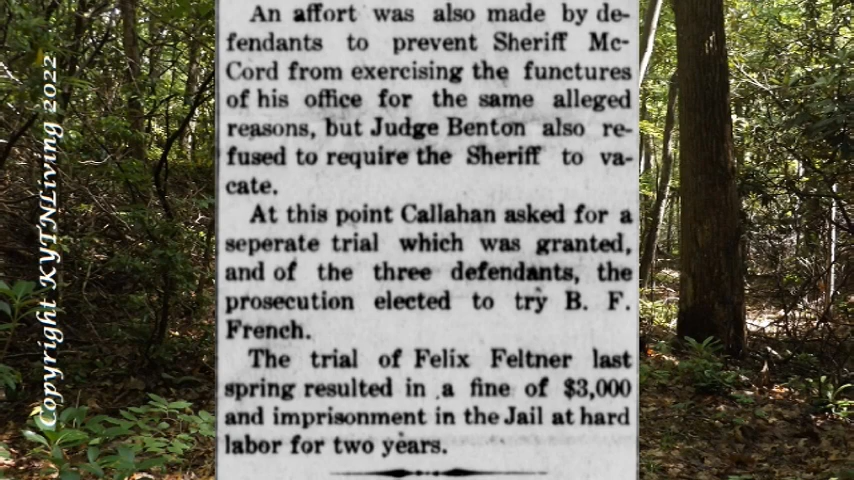 An affort was also made by de-
fendants to prevent Sheriff Mc-
Cord from exercising the functures
of his office for the same alleged
reasons, but Judge Benton also re-
fused to require the Sheriff to va-
cate.
At this point Callahan asked for a
seperate trial which was granted,
and of the three defendants, the
prosecution elected to try B. F.
French.
The trial of Felix Feltner last
spring resulted in a fine of $3,000
and imprisonment in the Jail at hard
labor for two years.
Copyright KYTNLiving 2022